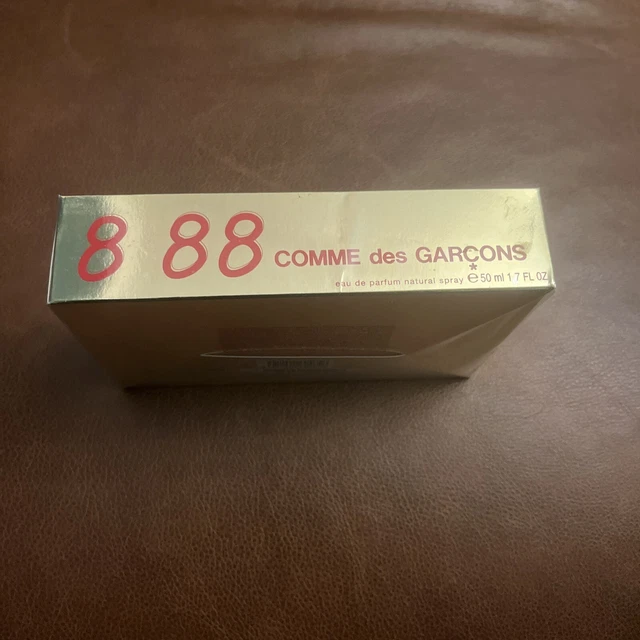 8 88 COMME des GARÇONS
*
eau de parfum natural spray ℮ 50 ml 1·7 FL OZ